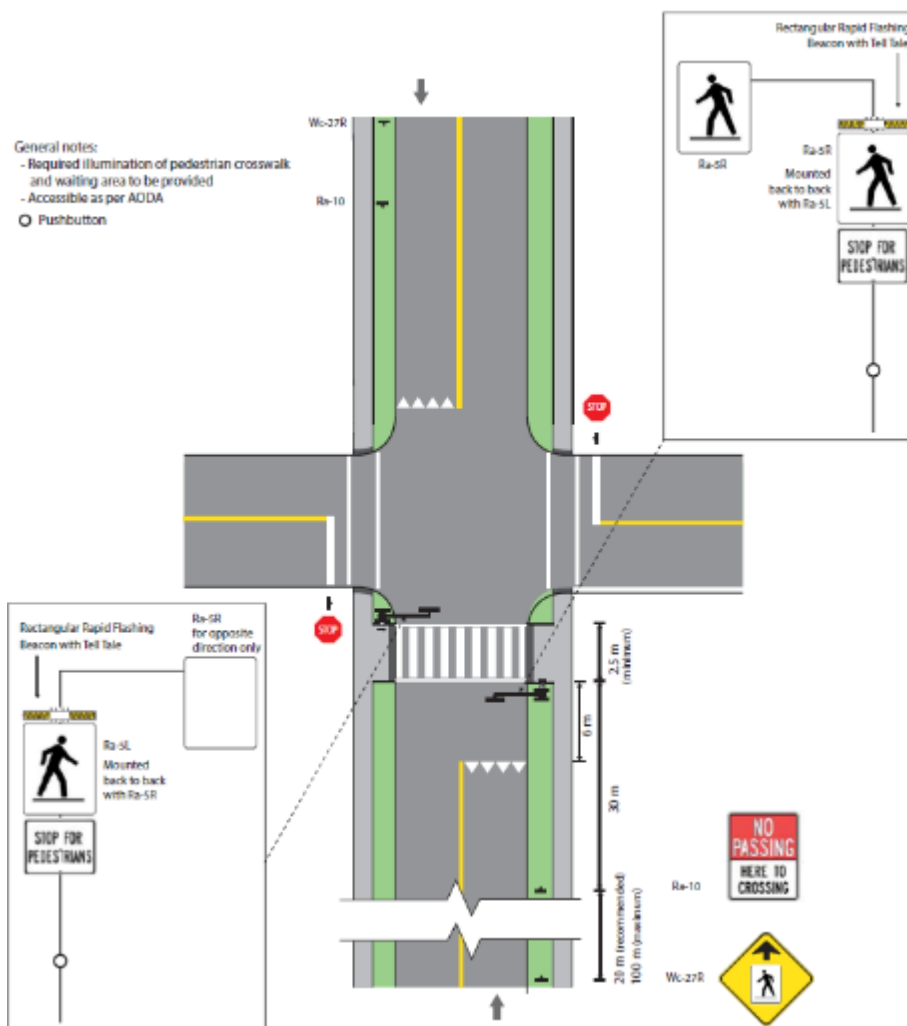 Rectangular Rapid Flashing
Beacon with Tell Tale
Ra-5R
Ra-5R
Mounted
back to back
with Ra-5L
STOP FOR
PEDESTRIANS
General notes:
- Required illumination of pedestrian crosswalk
and waiting area to be provided
- Accessible as per AODA
Pushbutton
Wc-27R
Ra-10
STOP
STOP
Rectangular Rapid Flashing
Beacon with Tell Tale
Ra-5R
for opposite
direction only
Ra-5L
Mounted
back to back
with Ra-5R
STOP FOR
PEDESTRIANS
2.5 m
(minimum)
6 m
30 m
20 m (recommended)
100 m (maximum)
Ra-10
NO
PASSING
HERE TO
CROSSING
Wc-27R